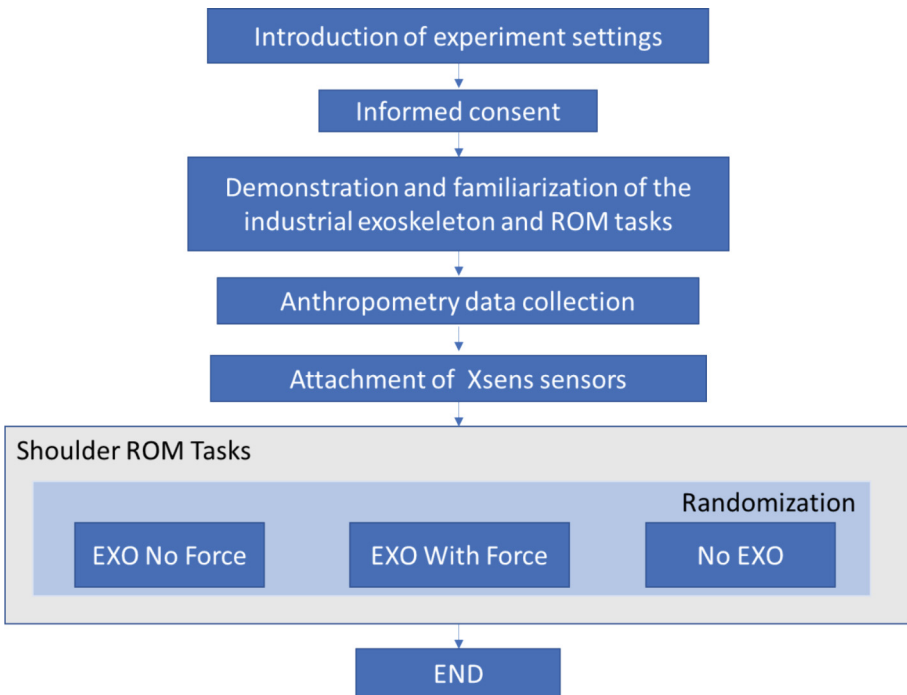 Introduction of experiment settings
Informed consent
Demonstration and familiarization of the
industrial exoskeleton and ROM tasks
Anthropometry data collection
Attachment of Xsens sensors
Shoulder ROM Tasks
Randomization
EXO No Force
EXO With Force
No EXO
END